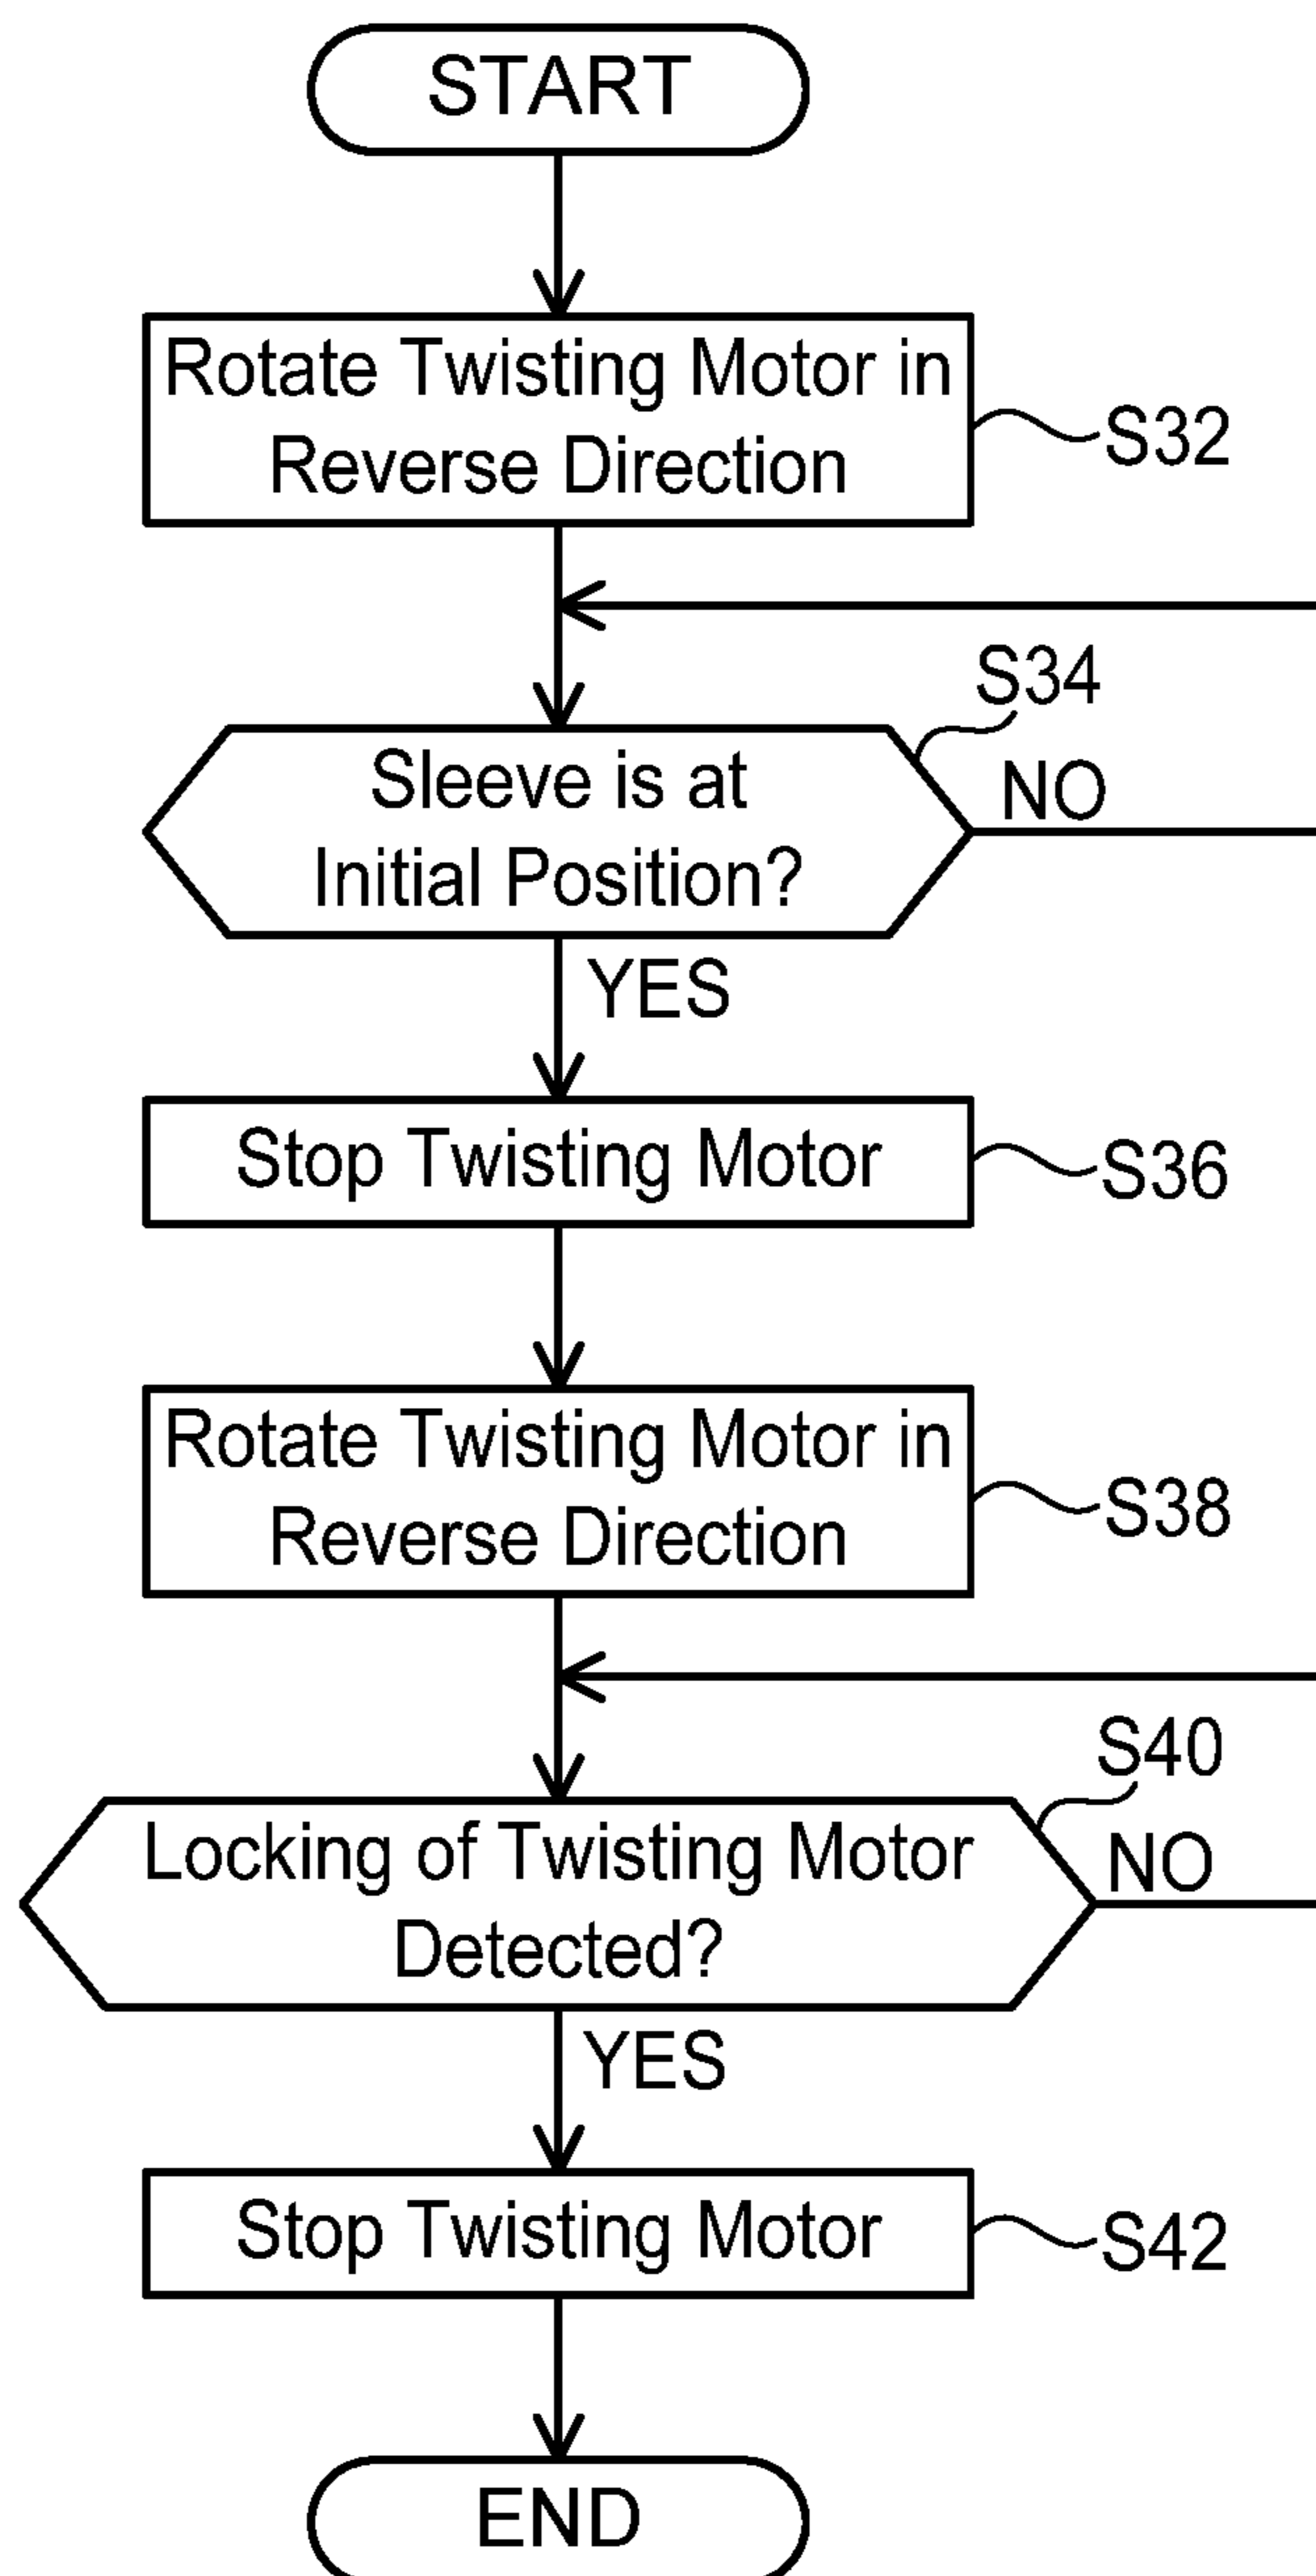 START
Rotate Twisting Motor in
Reverse Direction
S32
S34
Sleeve is at
Initial Position?
NO
YES
Stop Twisting Motor
S36
Rotate Twisting Motor in
Reverse Direction
S38
S40
Locking of Twisting Motor
Detected?
NO
YES
Stop Twisting Motor
S42
END